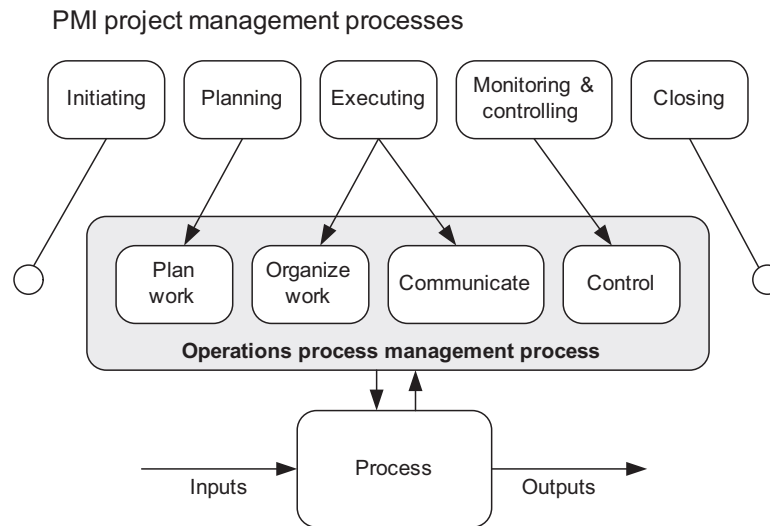 PMI project management processes
Initiating
Planning
Executing
Monitoring &
controlling
Closing
Plan
work
Organize
work
Communicate
Control
Operations process management process
Process
Inputs
Outputs